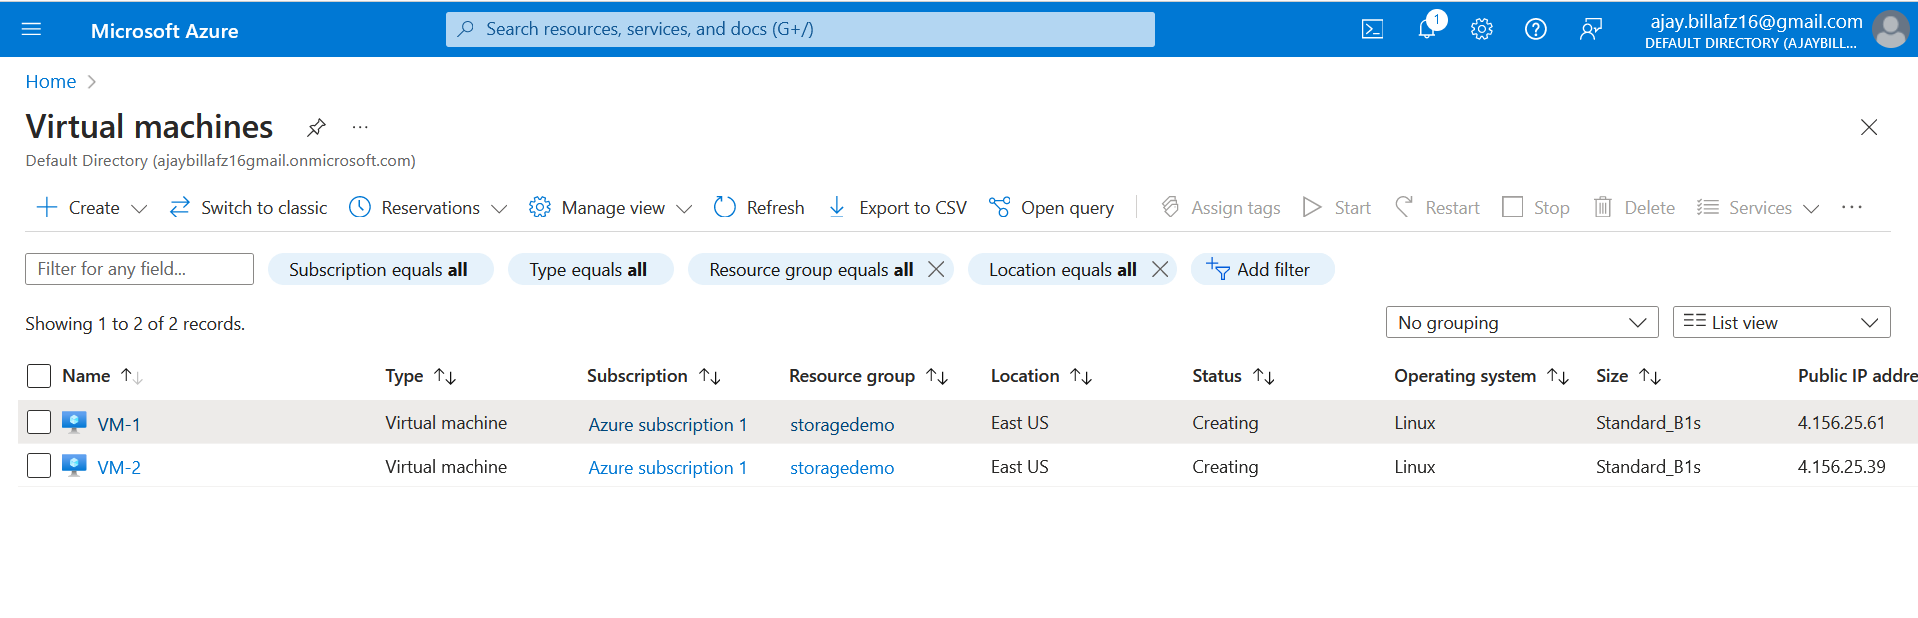 Microsoft Azure
Search resources, services, and docs (G+/)
1
ajay.billafz16@gmail.com
DEFAULT DIRECTORY (AJAYBILL...
Home
Virtual machines
Default Directory (ajaybillafz16gmail.onmicrosoft.com)
Create Switch to classic Reservations Manage view Refresh Export to CSV Open query Assign tags Start Restart Stop Delete Services
Filter for any field... Subscription equals all Type equals all Resource group equals all Location equals all Add filter
Showing 1 to 2 of 2 records. No grouping List view
Name Type Subscription Resource group Location Status Operating system Size Public IP addre
VM-1 Virtual machine Azure subscription 1 storagedemo East US Creating Linux Standard_B1s 4.156.25.61
VM-2 Virtual machine Azure subscription 1 storagedemo East US Creating Linux Standard_B1s 4.156.25.39